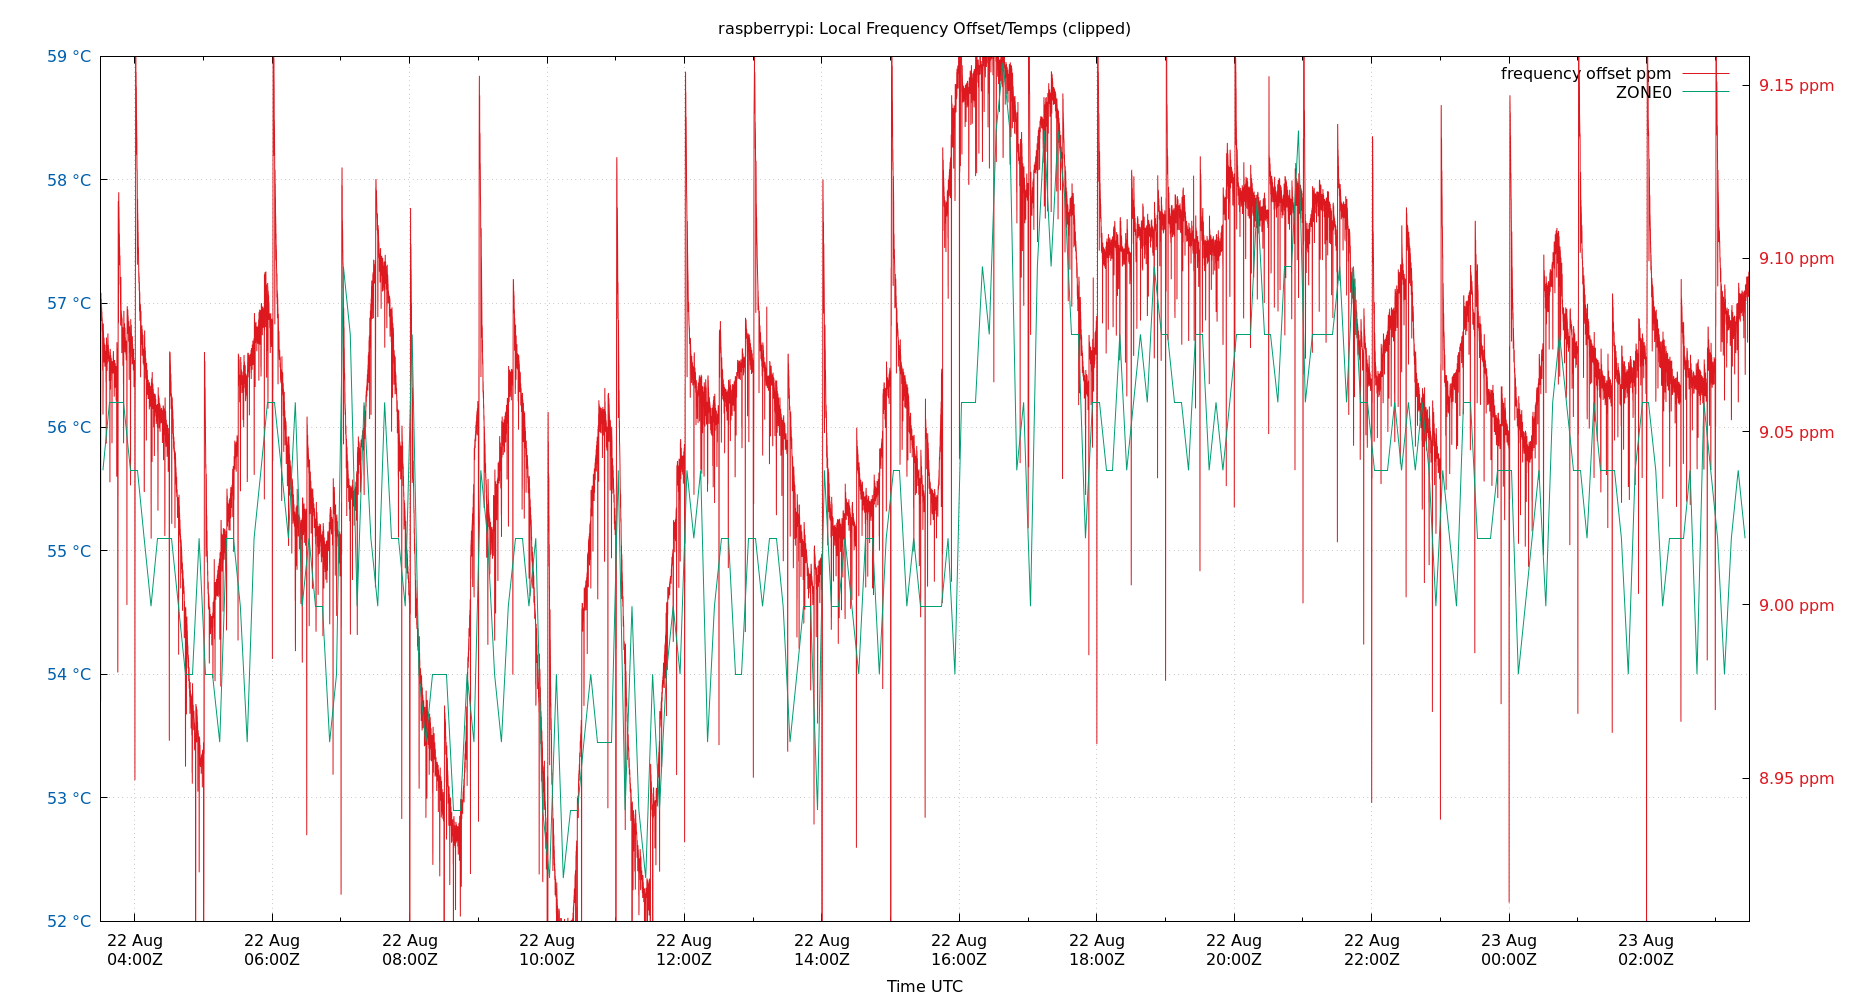 raspberrypi: Local Frequency Offset/Temps (clipped)
frequency offset ppm
ZONE0
59 °C
58 °C
57 °C
56 °C
55 °C
54 °C
53 °C
52 °C
9.15 ppm
9.10 ppm
9.05 ppm
9.00 ppm
8.95 ppm
22 Aug 22 Aug 22 Aug 22 Aug 22 Aug 22 Aug 22 Aug 22 Aug 22 Aug 22 Aug 23 Aug 23 Aug
04:00Z 06:00Z 08:00Z 10:00Z 12:00Z 14:00Z 16:00Z 18:00Z 20:00Z 22:00Z 00:00Z 02:00Z
Time UTC